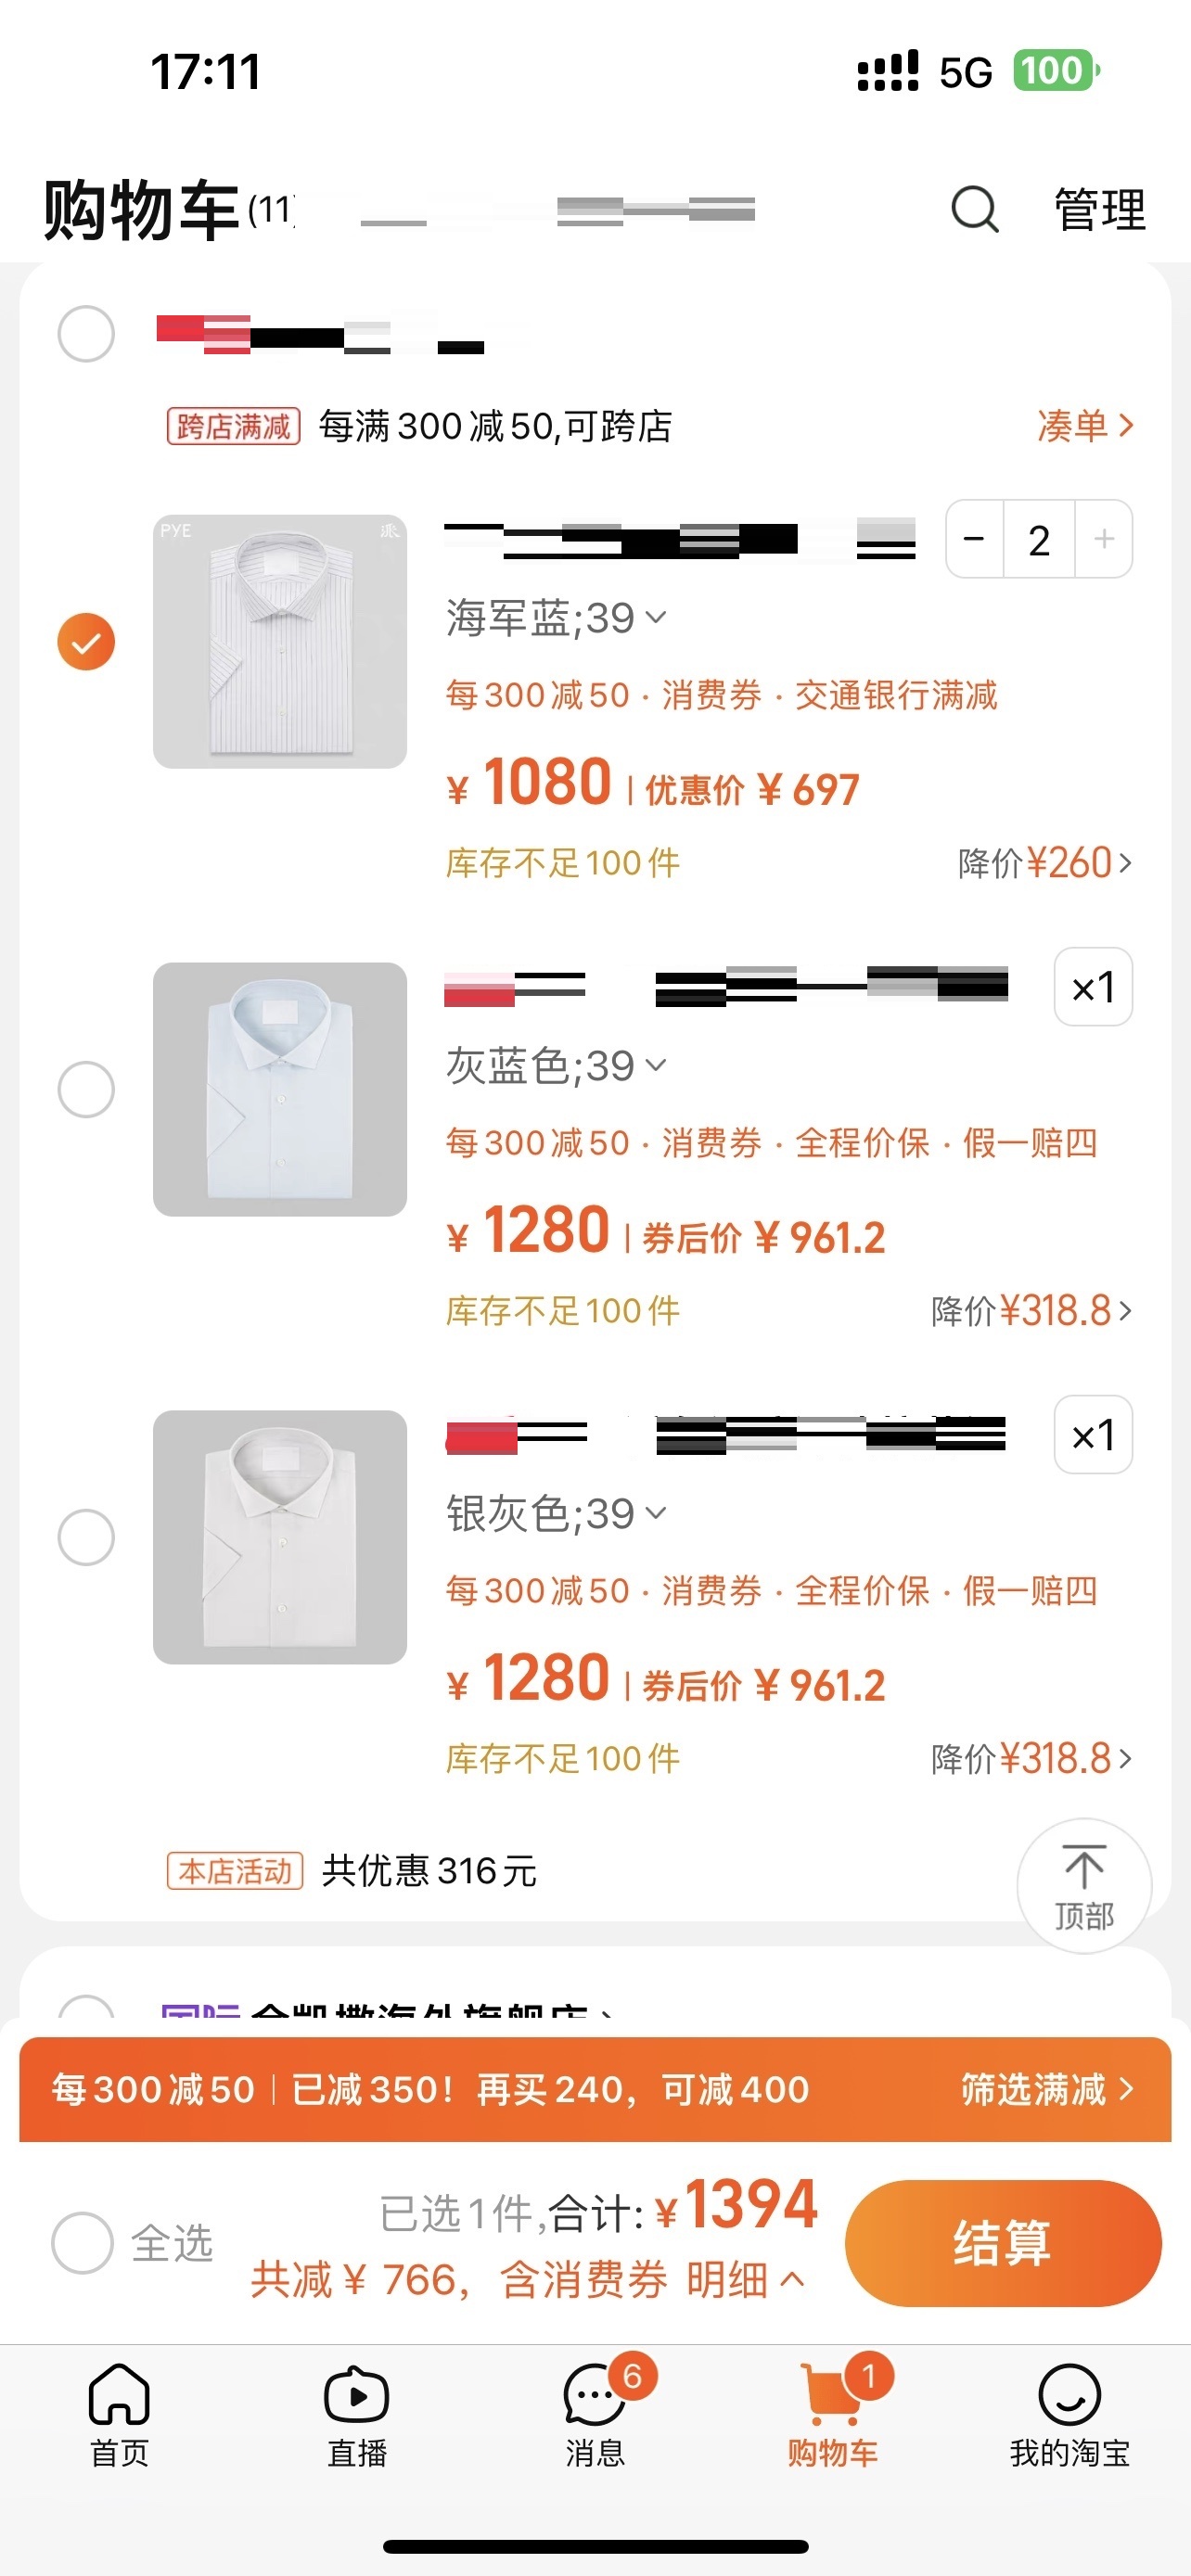 17:11 5G 100
购物车(11) 管理
跨店满减 每满300减50,可跨店 凑单 >
PYE 派
− 2 +
海军蓝;39
每300减50 · 消费券 · 交通银行满减
¥ 1080 | 优惠价 ¥ 697
库存不足100件 降价¥260 >
×1
灰蓝色;39
每300减50 · 消费券 · 全程价保 · 假一赔四
¥ 1280 | 券后价 ¥ 961.2
库存不足100件 降价¥318.8 >
×1
银灰色;39
每300减50 · 消费券 · 全程价保 · 假一赔四
¥ 1280 | 券后价 ¥ 961.2
库存不足100件 降价¥318.8 >
本店活动 共优惠316元
顶部
国际 金凯撒海外旗舰店 >
每300减50 | 已减350！再买240，可减400 筛选满减 >
已选1件,合计: ¥1394
全选 结算
共减 ¥ 766，含消费券 明细
6 1
首页 直播 消息 购物车 我的淘宝